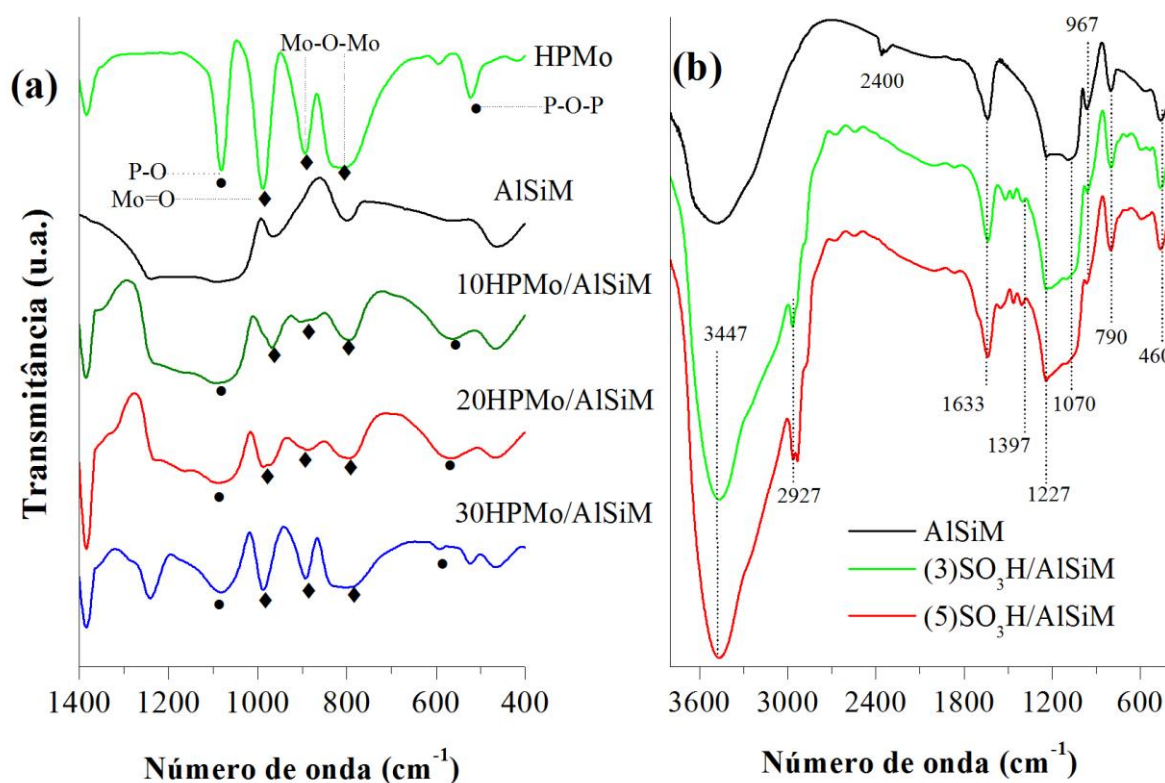 (a)
Mo-O-Mo
HPMo
P-O-P
P-O
Mo=O
AlSiM
10HPMo/AlSiM
20HPMo/AlSiM
30HPMo/AlSiM
Transmitância (u.a.)
1400 1200 1000 800 600 400
Número de onda (cm⁻¹)
(b)
967
2400
3447
2927
1633
1397
1227
1070
790
460
AlSiM
(3)SO₃H/AlSiM
(5)SO₃H/AlSiM
3600 3000 2400 1800 1200 600
Número de onda (cm⁻¹)